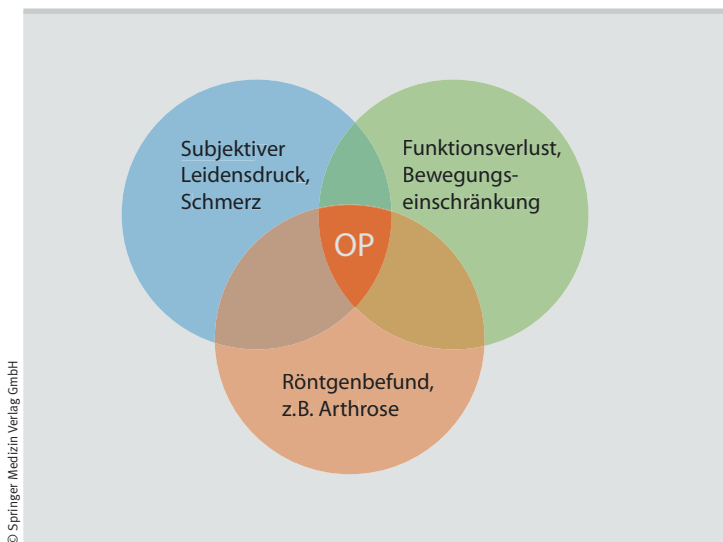 Subjektiver
Leidensdruck,
Schmerz
Funktionsverlust,
Bewegungs-
einschränkung
OP
Röntgenbefund,
z.B. Arthrose
© Springer Medizin Verlag GmbH